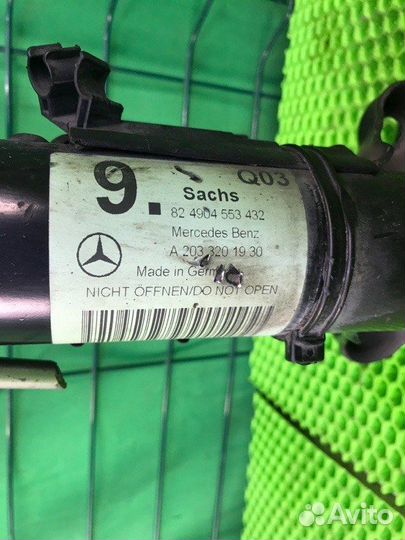 9. Q03
Sachs
82 4904 553 432
Mercedes Benz
A 203 320 19 30
Made in Germany
NICHT ÖFFNEN/DO NOT OPEN
Avito